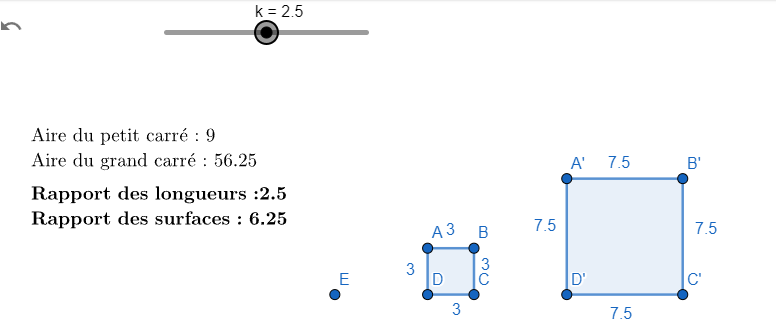 k = 2.5
Aire du petit carré : 9
Aire du grand carré : 56.25
Rapport des longueurs :2.5
Rapport des surfaces : 6.25
E
A 3 B
3
3
D
C
3
A' 7.5 B'
7.5
7.5
D'
C'
7.5